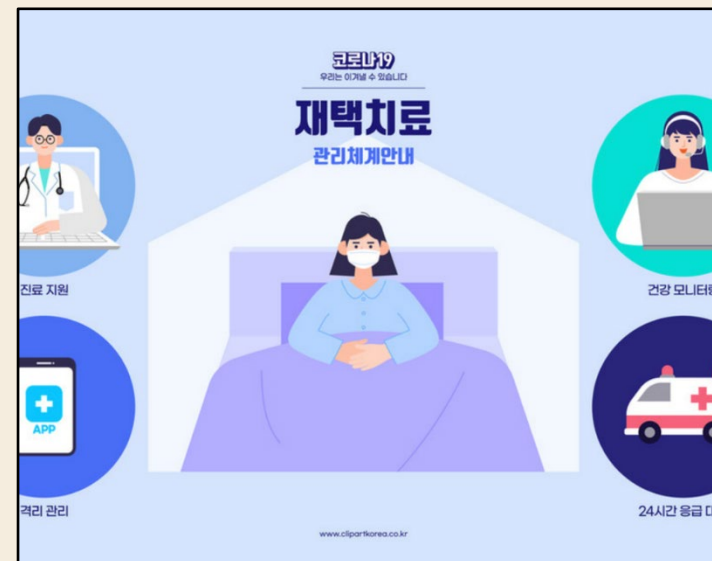 코로나19
우리는 이겨낼 수 있습니다
재택치료
관리체계안내
진료 지원
건강 모니터링
APP
격리 관리
24시간 응급
www.clipartkorea.co.kr